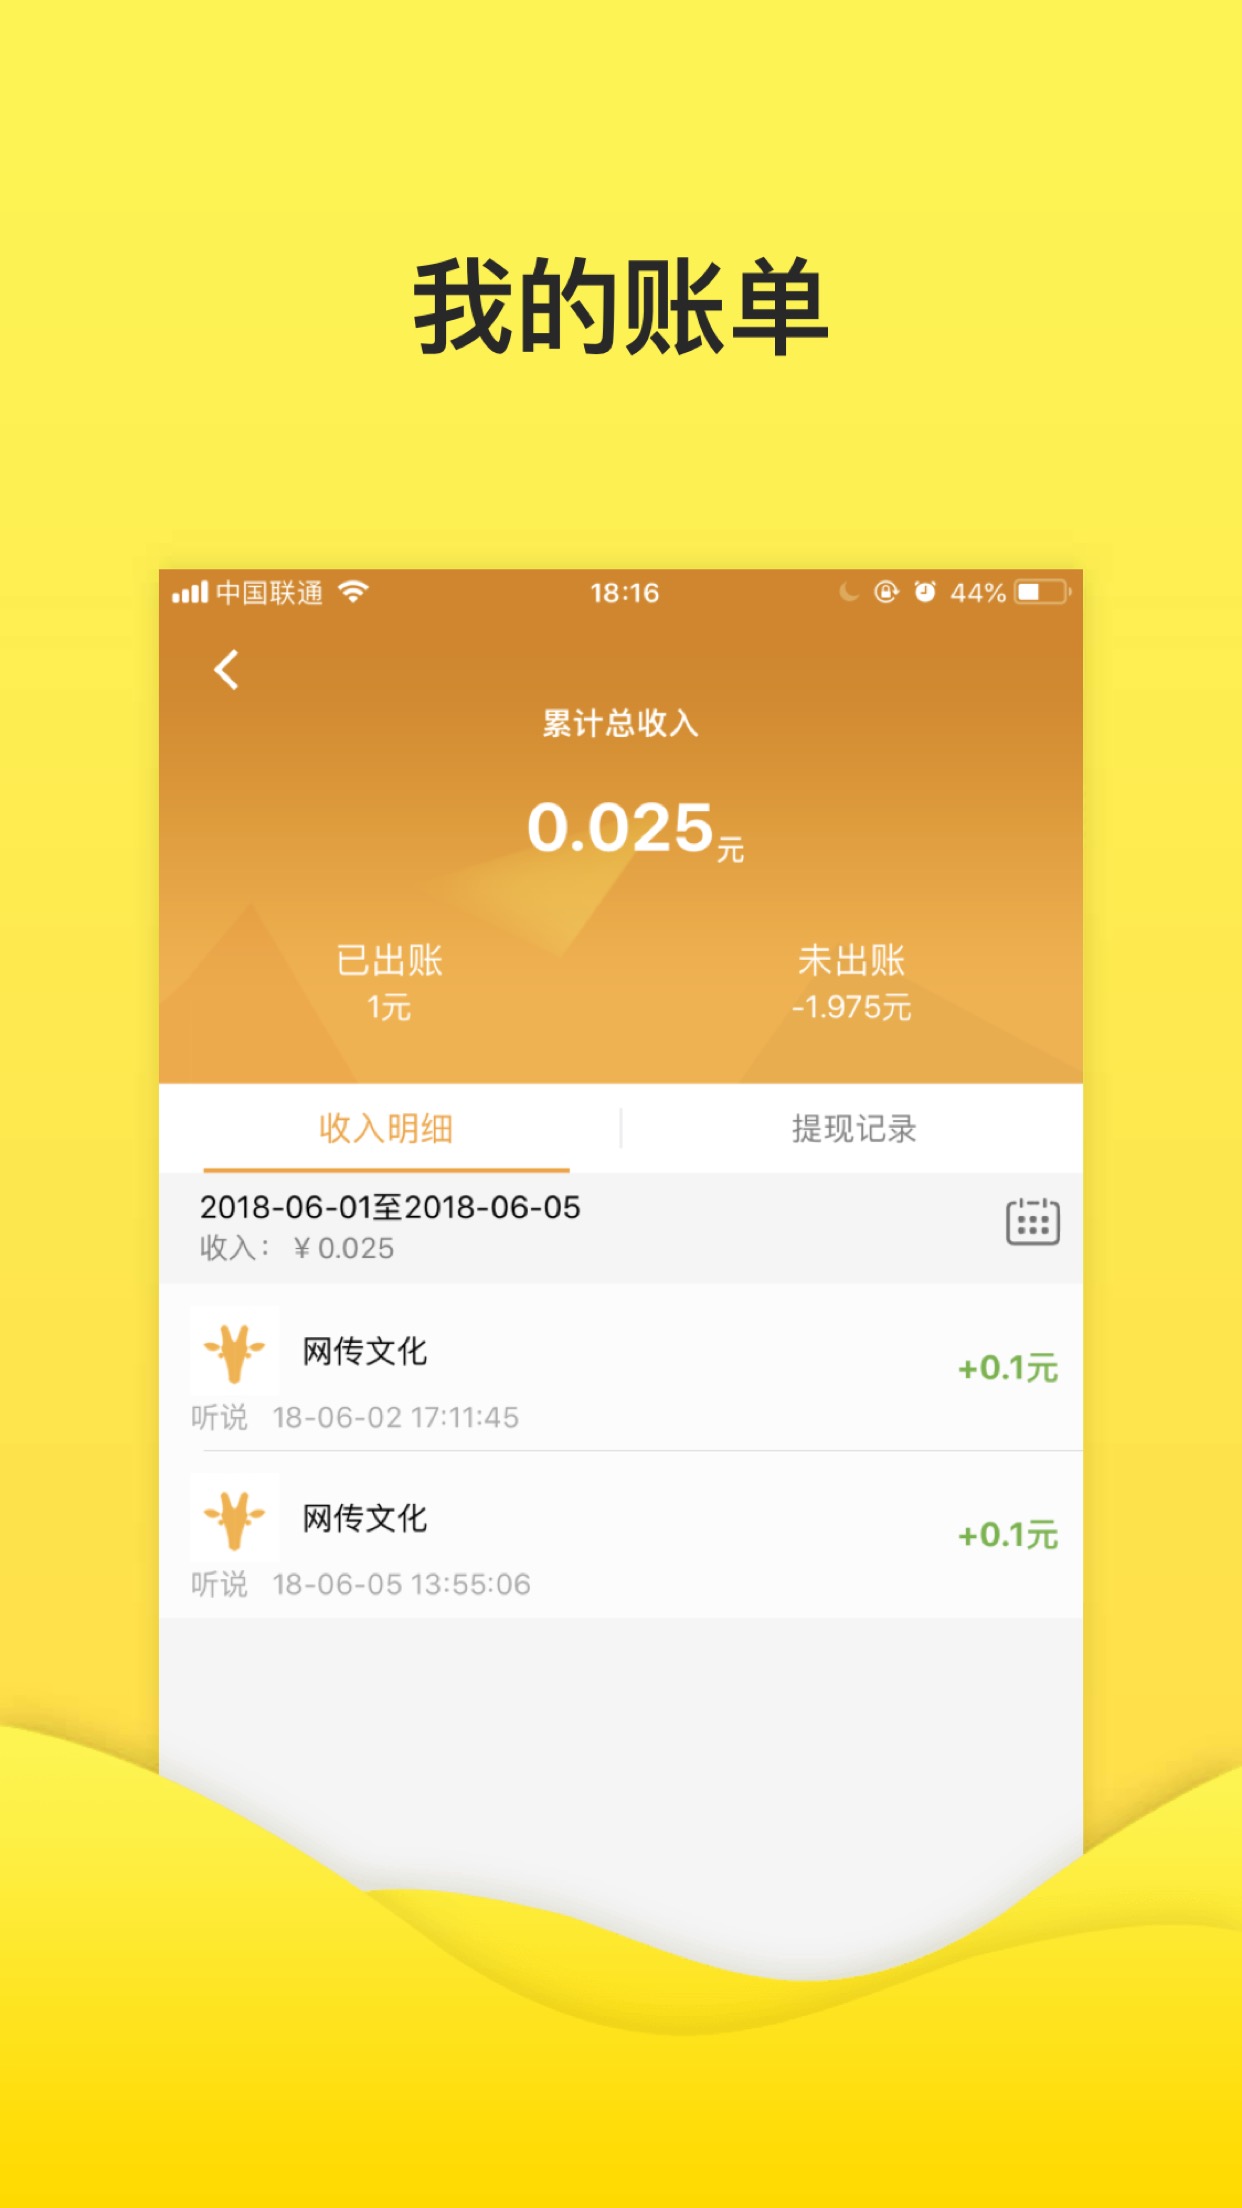 我的账单
中国联通 18:16 44%
累计总收入
0.025元
已出账 未出账
1元 -1.975元
收入明细 提现记录
2018-06-01至2018-06-05
收入： ¥0.025
网传文化
+0.1元
听说 18-06-02 17:11:45
网传文化
+0.1元
听说 18-06-05 13:55:06